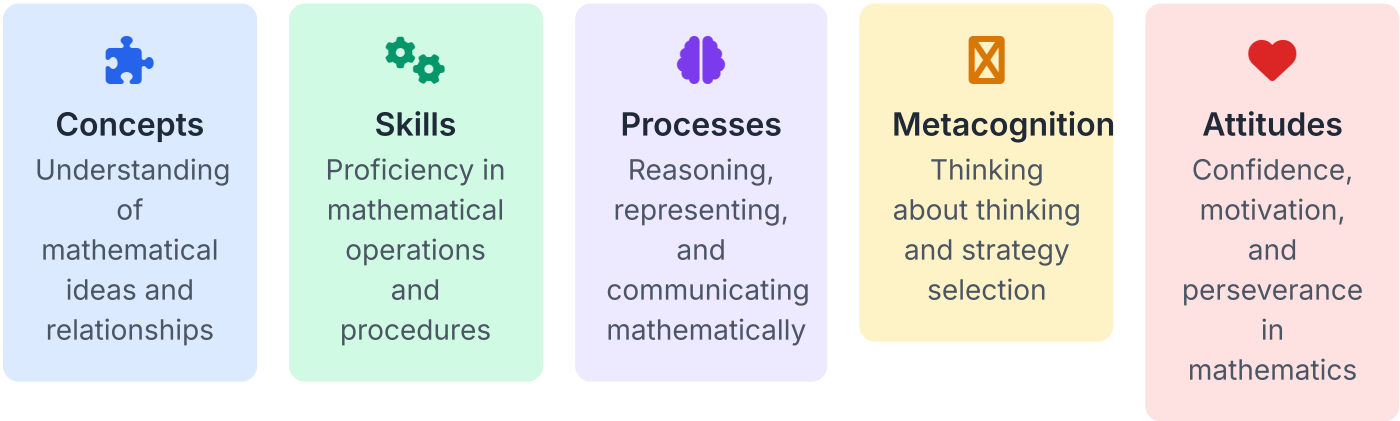 Concepts
Understanding
of
mathematical
ideas and
relationships
Skills
Proficiency in
mathematical
operations
and
procedures
Processes
Reasoning,
representing,
and
communicating
mathematically
Metacognition
Thinking
about thinking
and strategy
selection
Attitudes
Confidence,
motivation,
and
perseverance
in
mathematics